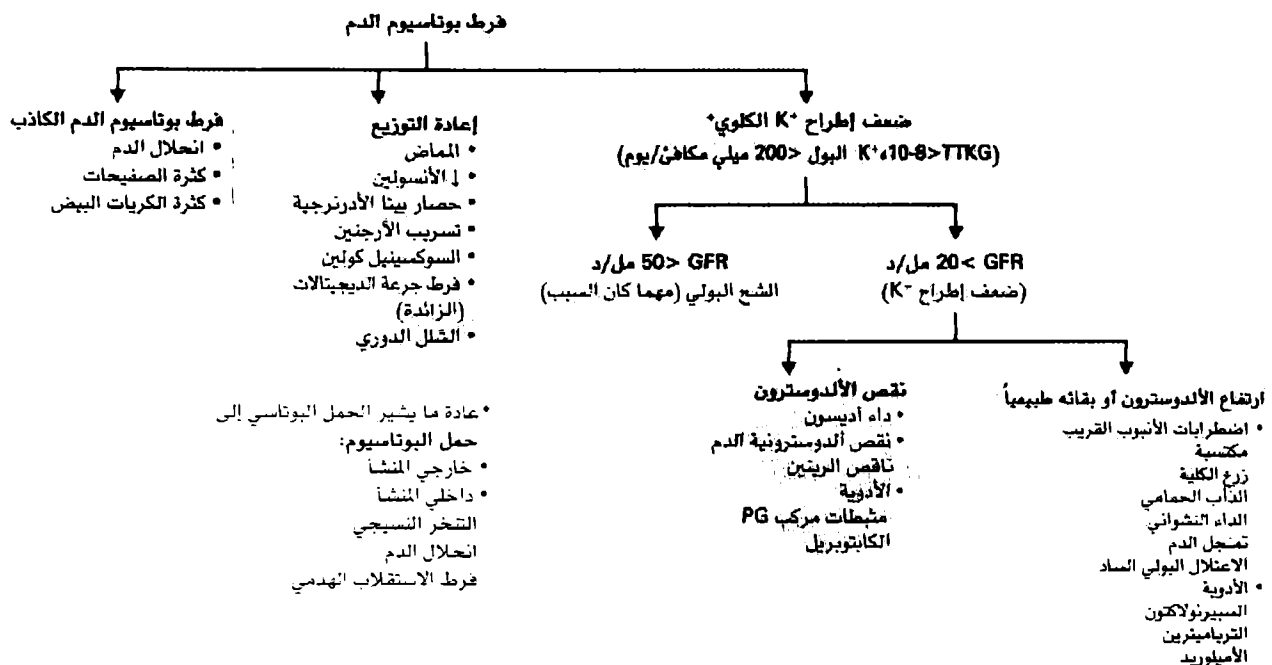 فرط بوتاسيوم الدم
فرط بوتاسيوم الدم الكاذب
• انحلال الدم
• كثرة الصفيحات
• كثرة الكريات البيض
إعادة التوزيع
• الماض
• ↓ الأنسولين
• حصار بيتا الأدرنرجية
• تسريب الأرجنين
• السوكسينيل كولين
• فرط جرعة الديجيتالات
(الزائدة)
• الشلل الدوري
ضعف إطراح K⁺ الكلوي⁺
(TTKG<8-10، K⁺ البول <200 ميلي مكافئ/يوم)
GFR <50 مل/د
الشح البولي (مهما كان السبب)
GFR >20 مل/د
(ضعف إطراح K⁻)
نقص الألدوسترون
• داء أديسون
• نقص ألدوسترونية الدم
ناقص الرينين
• الأدوية
مثبطات مركب PG
الكابتوبريل
ارتفاع الألدوسترون أو بقائه طبيعياً
• اضطرابات الأنبوب القريب
مكتسبة
زرع الكلية
الذأب الحمامي
الداء النشواني
تمنجل الدم
الاعتلال البولي الساد
• الأدوية
السبيرنولاكتون
التريامتيرين
الأميلوريد
• عادة ما يشير الحمل البوتاسي إلى
حمل البوتاسيوم:
• خارجي المنشأ
• داخلي المنشأ
التنخر النسيجي
انحلال الدم
فرط الاستقلاب الهدمي